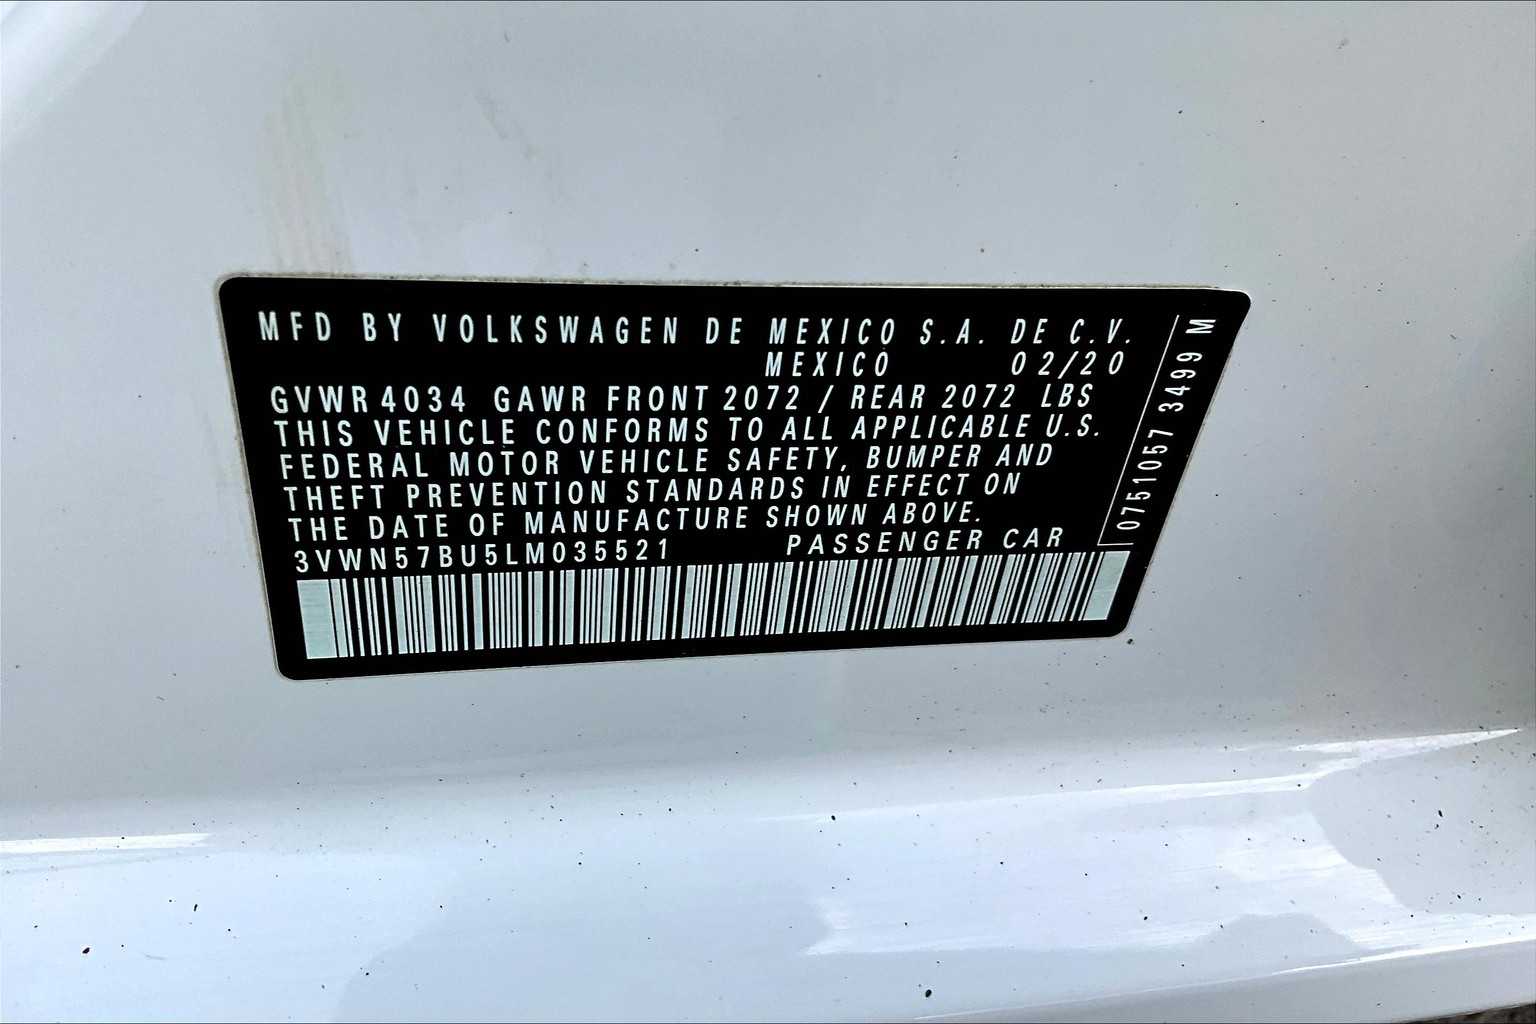 MFD BY VOLKSWAGEN DE MEXICO S.A. DE C.V.
MEXICO 02/20
GVWR 4034 GAWR FRONT 2072 / REAR 2072 LBS
THIS VEHICLE CONFORMS TO ALL APPLICABLE U.S.
FEDERAL MOTOR VEHICLE SAFETY, BUMPER AND
THEFT PREVENTION STANDARDS IN EFFECT ON
THE DATE OF MANUFACTURE SHOWN ABOVE.
3VWN57BU5LM035521 PASSENGER CAR
0751057 3499 M